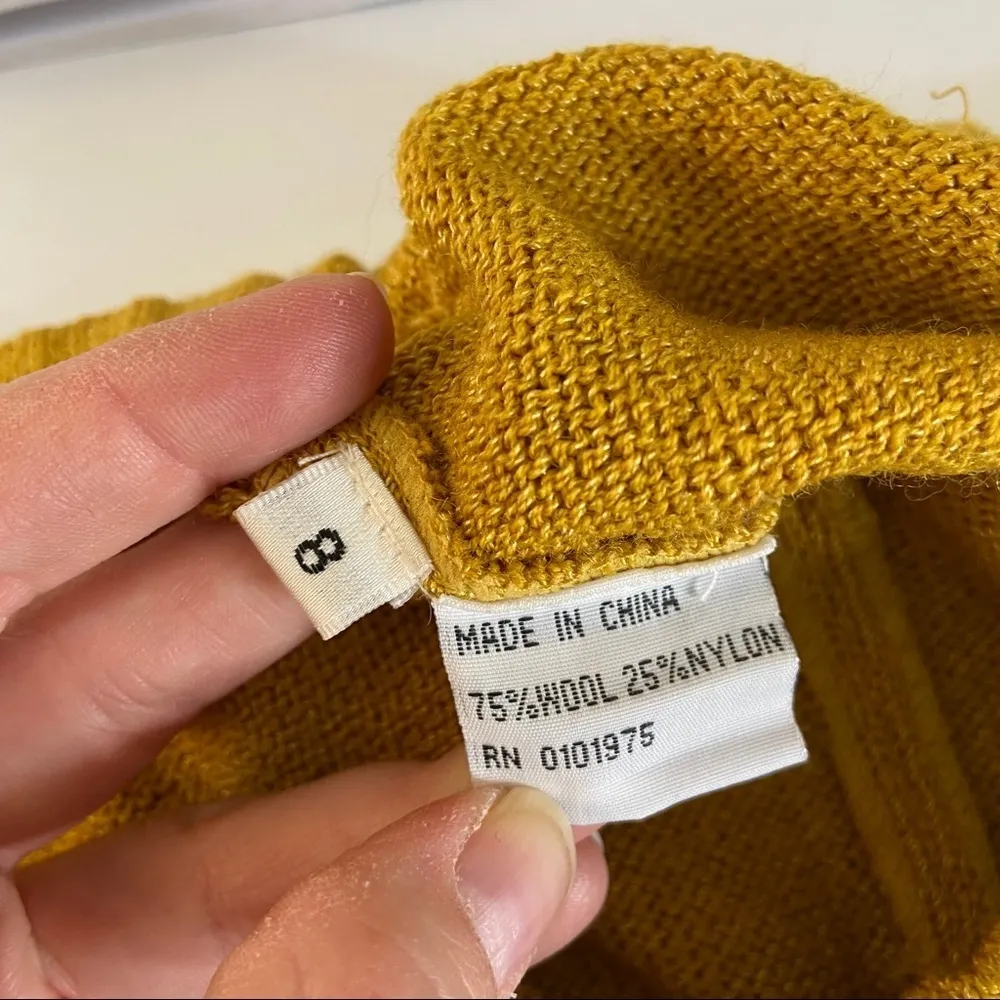 8
MADE IN CHINA
75%WOOL 25%NYLON
RN 0101975